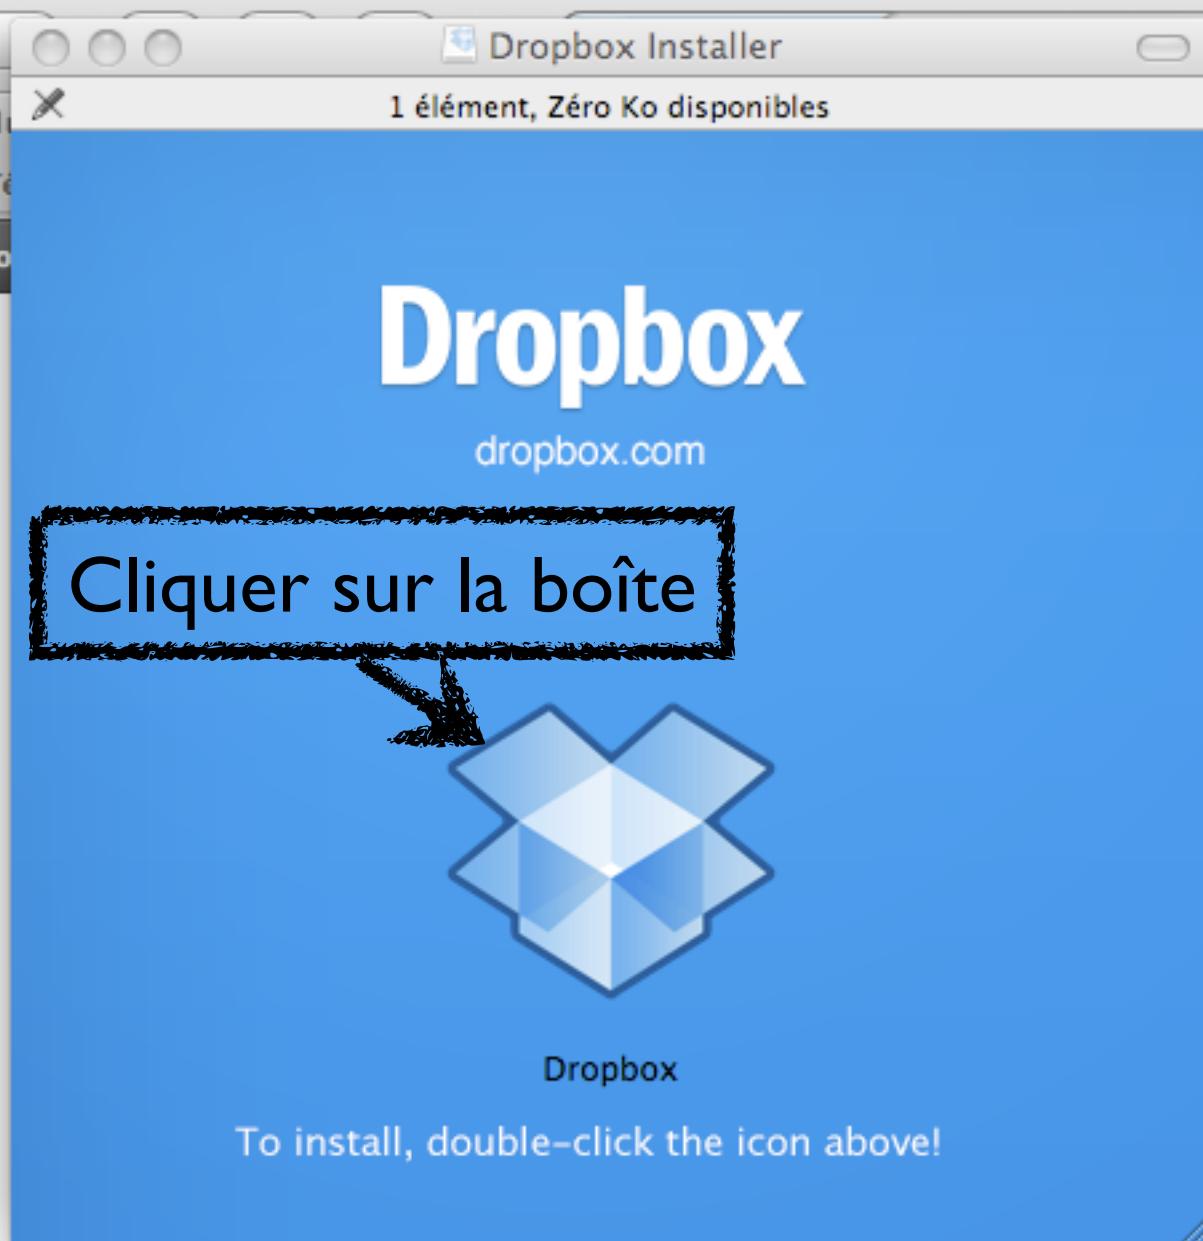 Dropbox Installer
1 élément, Zéro Ko disponibles
Dropbox
dropbox.com
Cliquer sur la boîte
Dropbox
To install, double-click the icon above!